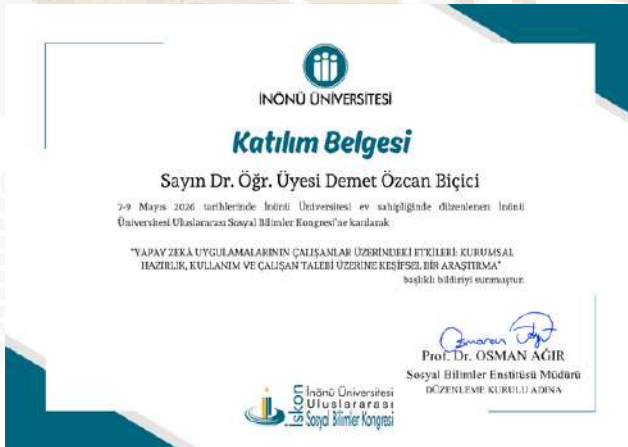 İNÖNÜ ÜNİVERSİTESİ
Katılım Belgesi
Sayın Dr. Öğr. Üyesi Demet Özcan Biçici
7-9 Mayıs 2026 tarihlerinde İnönü Üniversitesi ev sahipliğinde düzenlenen İnönü
Üniversitesi Uluslararası Sosyal Bilimler Kongresi'ne katılarak
"YAPAY ZEKÂ UYGULAMALARININ ÇALIŞANLAR ÜZERİNDEKİ ETKİLERİ: KURUMSAL
HAZIRLIK, KULLANIM VE ÇALIŞAN TALEBİ ÜZERİNE KEŞİFSEL BİR ARAŞTIRMA"
başlıklı bildiriyi sunmuştur.
Prof. Dr. OSMAN AĞIR
Sosyal Bilimler Enstitüsü Müdürü
DÜZENLEME KURULU ADINA
iskon
İnönü Üniversitesi
Uluslararası
Sosyal Bilimler Kongresi